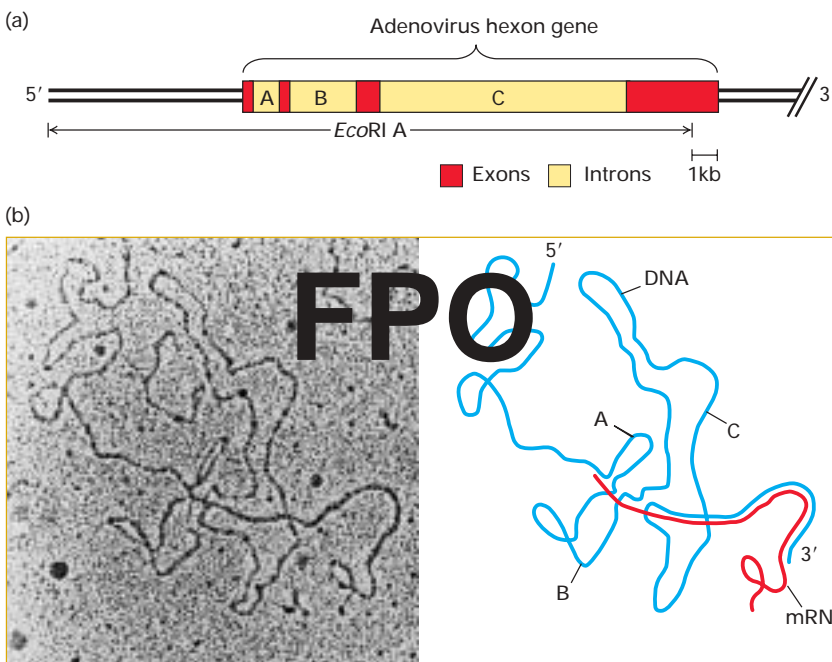 (a)
Adenovirus hexon gene
5′
A
B
C
3
EcoRI A
Exons
Introns
1kb
(b)
FPO
5′
DNA
A
C
B
3′
mRN